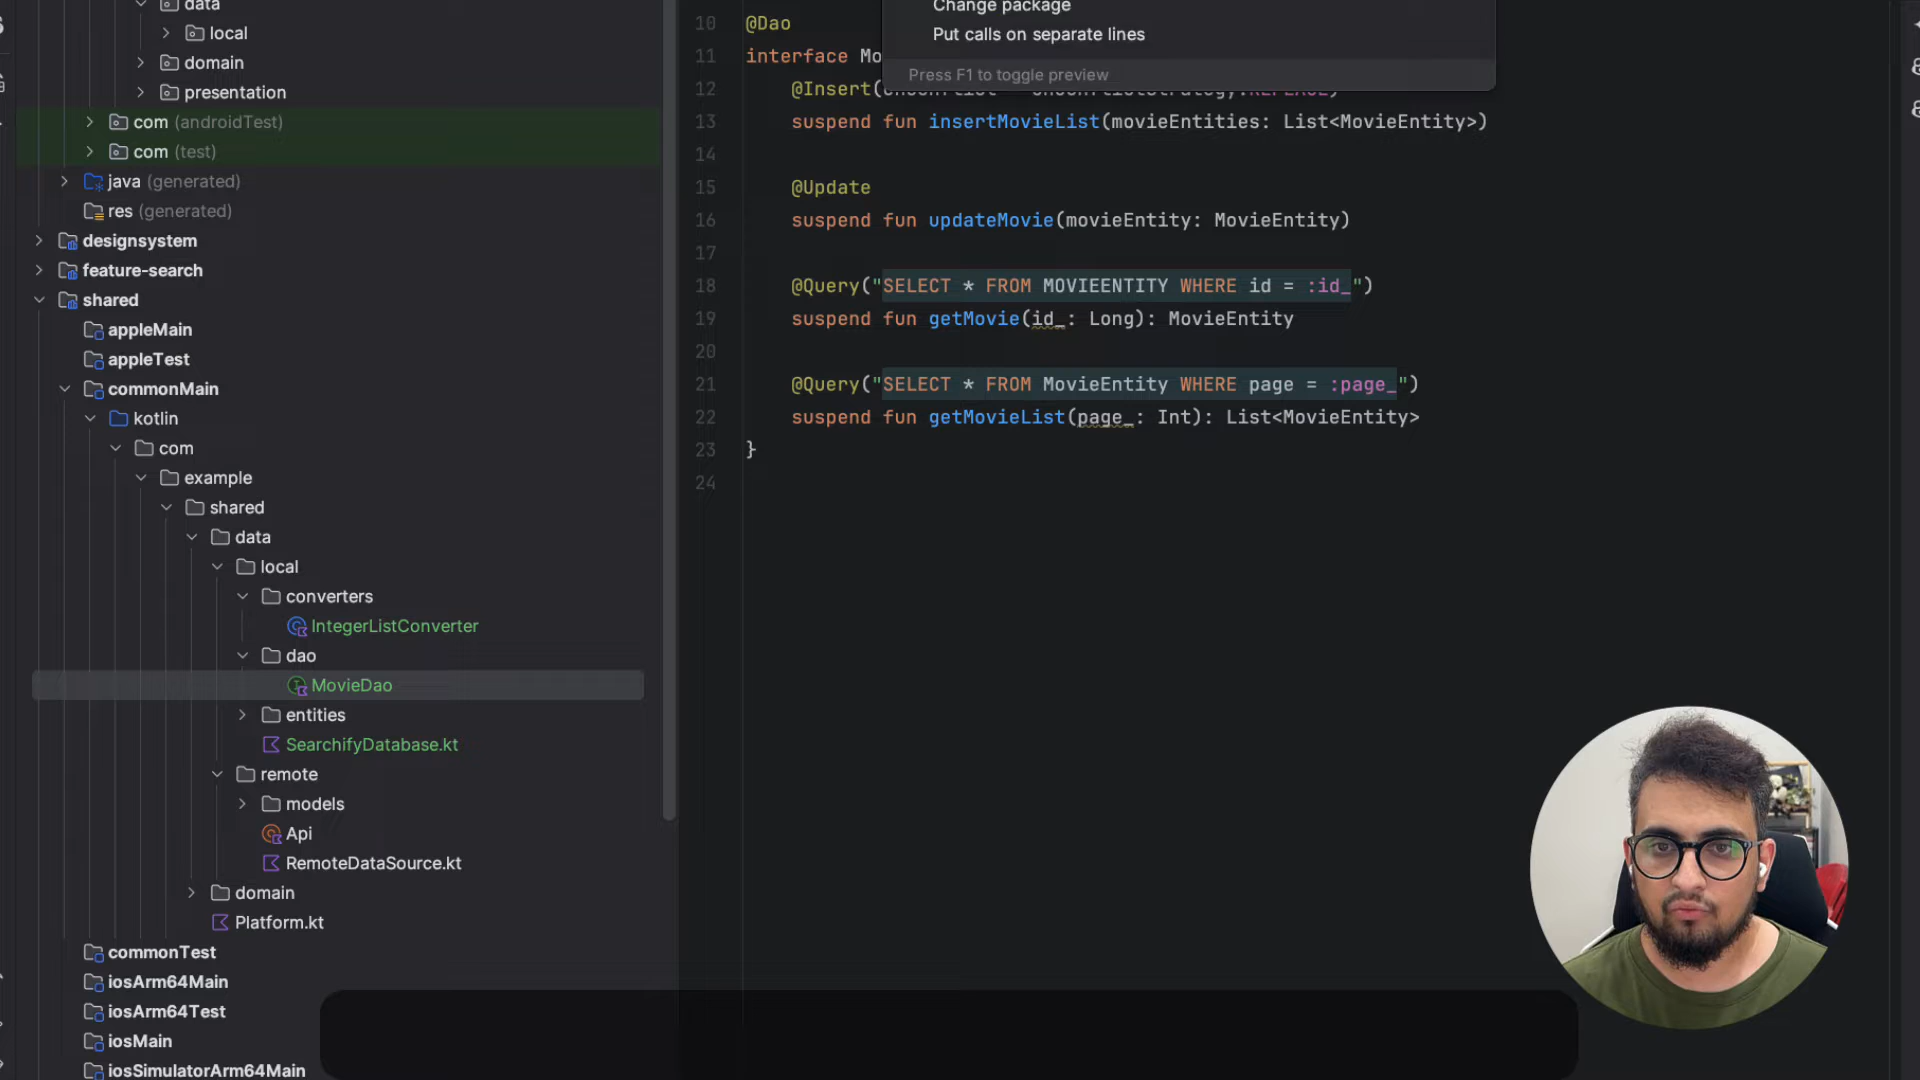 data
local
domain
presentation
com (androidTest)
com (test)
java (generated)
res (generated)
designsystem
feature-search
shared
appleMain
appleTest
commonMain
kotlin
com
example
shared
data
local
converters
IntegerListConverter
dao
MovieDao
entities
SearchifyDatabase.kt
remote
models
Api
RemoteDataSource.kt
domain
Platform.kt
commonTest
iosArm64Main
iosArm64Test
iosMain
iosSimulatorArm64Main
Change package
Put calls on separate lines
Press F1 to toggle preview
10 @Dao
11 interface Mo
12 @Insert(
13 suspend fun insertMovieList(movieEntities: List<MovieEntity>)
14
15 @Update
16 suspend fun updateMovie(movieEntity: MovieEntity)
17
18 @Query("SELECT * FROM MOVIEENTITY WHERE id = :id_")
19 suspend fun getMovie(id_: Long): MovieEntity
20
21 @Query("SELECT * FROM MovieEntity WHERE page = :page_")
22 suspend fun getMovieList(page_: Int): List<MovieEntity>
23 }
24